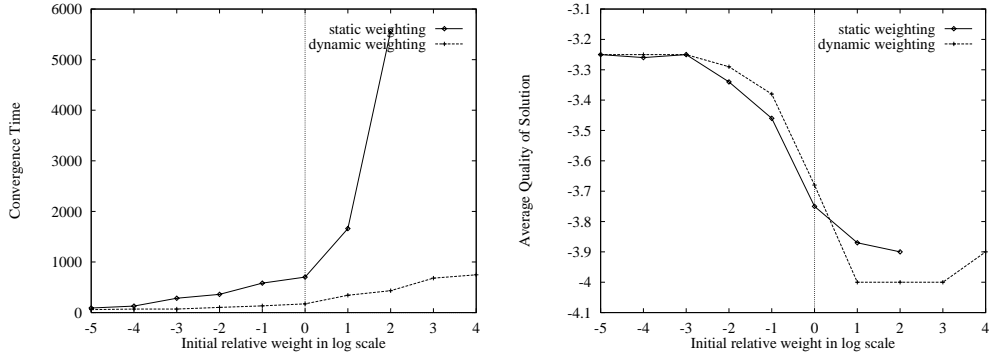 6000
5000
4000
3000
2000
1000
0
Convergence Time
static weighting
dynamic weighting
-5 -4 -3 -2 -1 0 1 2 3 4
Initial relative weight in log scale
-3.1
-3.2
-3.3
-3.4
-3.5
-3.6
-3.7
-3.8
-3.9
-4
-4.1
Average Quality of Solution
static weighting
dynamic weighting
-5 -4 -3 -2 -1 0 1 2 3 4
Initial relative weight in log scale